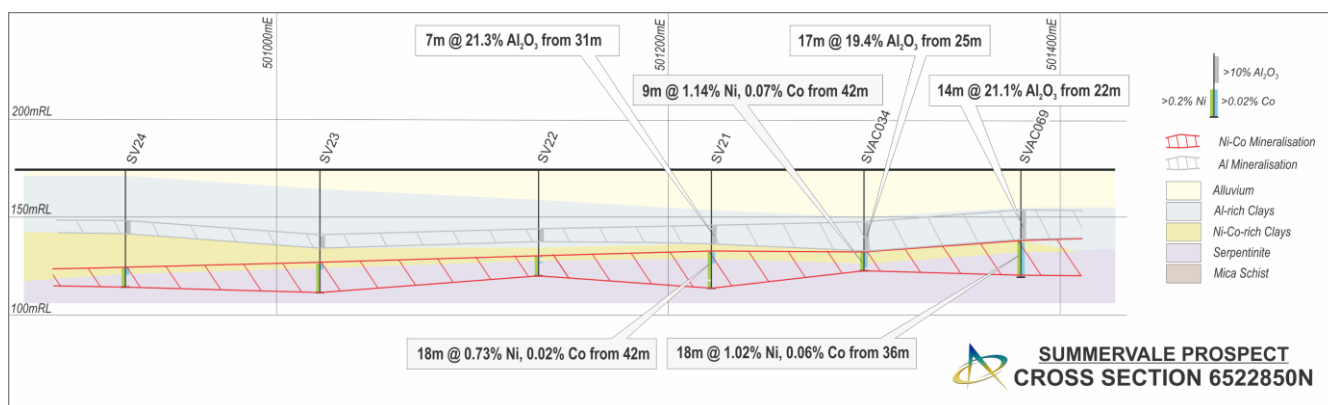 7m @ 21.3% Al₂O₃ from 31m
17m @ 19.4% Al₂O₃ from 25m
501000mE
501200mE
501400mE
9m @ 1.14% Ni, 0.07% Co from 42m
14m @ 21.1% Al₂O₃ from 22m
>10% Al₂O₃
>0.2% Ni
>0.02% Co
200mRL
SV24
SV23
SV22
SV21
SVAC034
SVAC069
Ni-Co Mineralisation
Al Mineralisation
Alluvium
Al-rich Clays
Ni-Co-rich Clays
Serpentinite
Mica Schist
150mRL
100mRL
18m @ 0.73% Ni, 0.02% Co from 42m
18m @ 1.02% Ni, 0.06% Co from 36m
SUMMERVALE PROSPECT
CROSS SECTION 6522850N